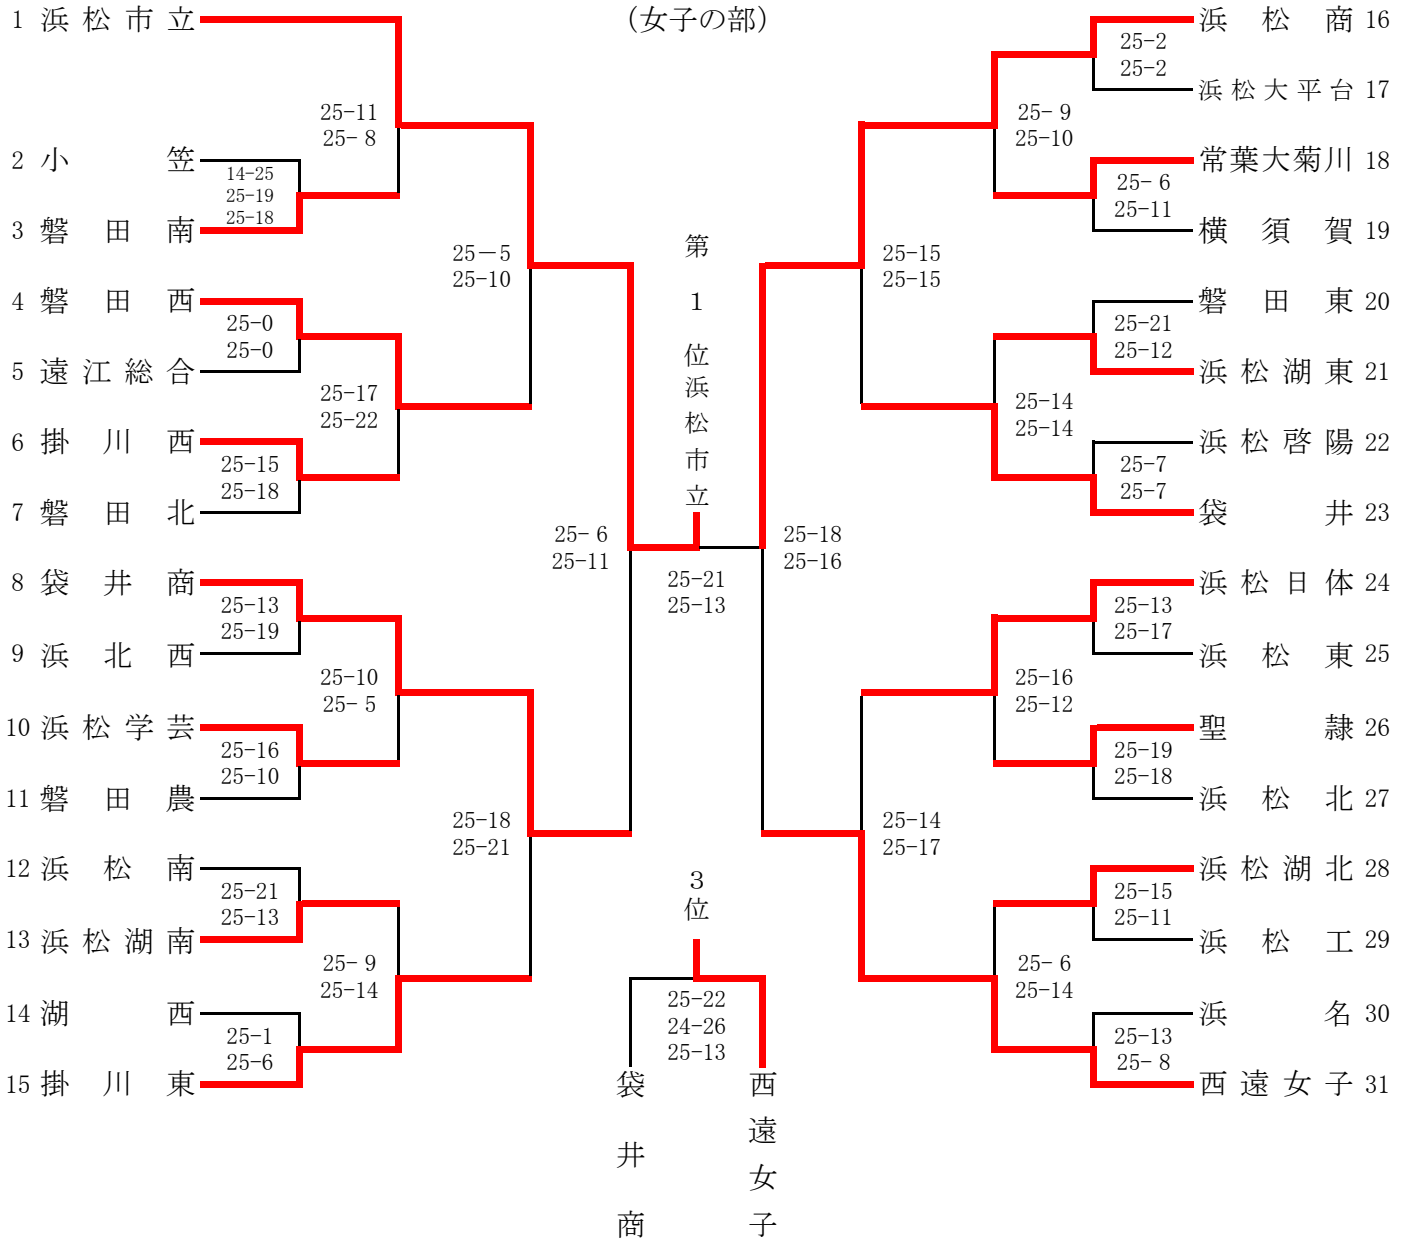 (女子の部)
1 浜松市立
2 小笠
3 磐田南
4 磐田西
5 遠江総合
6 掛川西
7 磐田北
8 袋井商
9 浜北西
10 浜松学芸
11 磐田農
12 浜松南
13 浜松湖南
14 湖西
15 掛川東
14-25
25-19
25-18
25-0
25-0
25-15
25-18
25-13
25-19
25-16
25-10
25-21
25-13
25-1
25-6
25-11
25- 8
25-17
25-22
25-10
25- 5
25- 9
25-14
25-5
25-10
25-18
25-21
25- 6
25-11
第1位浜松市立
25-21
25-13
3位
25-22
24-26
25-13
袋井商
西遠女子
25-18
25-16
25-15
25-15
25-14
25-17
25- 9
25-10
25-14
25-14
25-16
25-12
25- 6
25-14
25-2
25-2
25- 6
25-11
25-21
25-12
25-7
25-7
25-13
25-17
25-19
25-18
25-15
25-11
25-13
25- 8
浜松商 16
浜松大平台 17
常葉大菊川 18
横須賀 19
磐田東 20
浜松湖東 21
浜松啓陽 22
袋井 23
浜松日体 24
浜松東 25
聖隷 26
浜松北 27
浜松湖北 28
浜松工 29
浜名 30
西遠女子 31